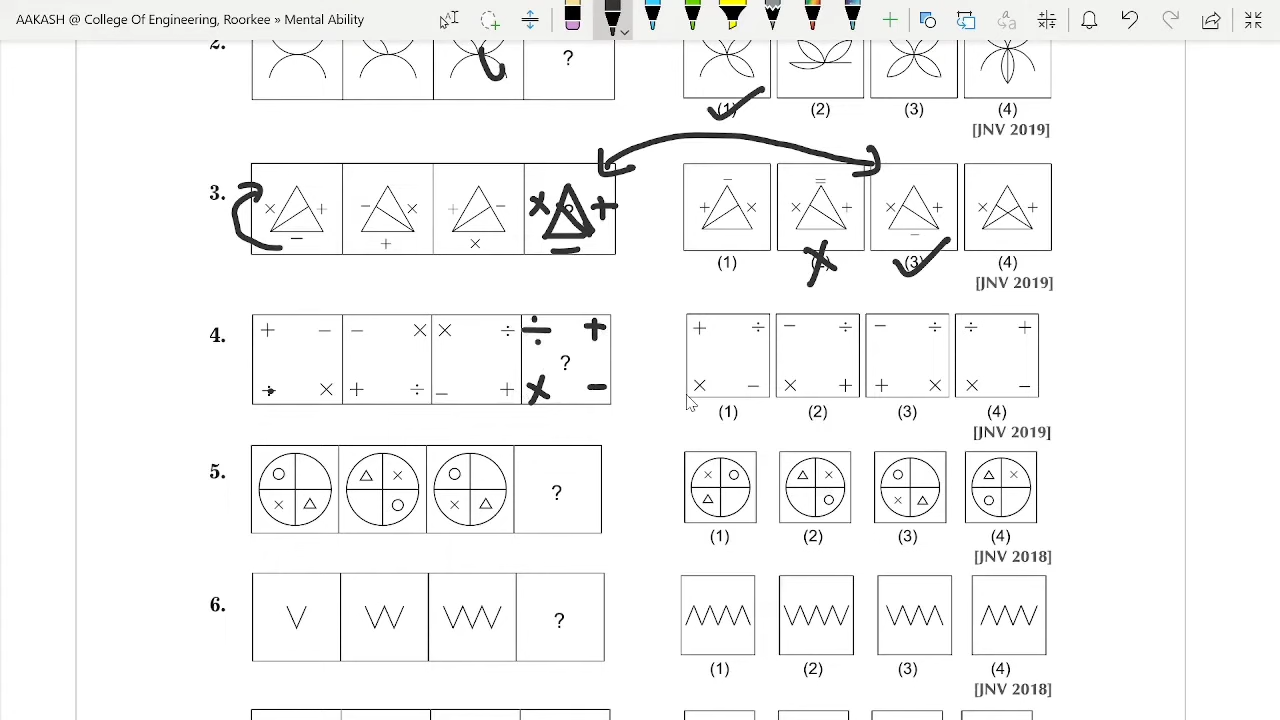 AAKASH @ College Of Engineering, Roorkee » Mental Ability
2.
?
(1) (2) (3) (4)
[JNV 2019]
3.
× + − − × + + − × × + −
+ − × × = + × + − × +
(1) (2) (3) (4)
[JNV 2019]
4.
+ − − × × ÷ ÷ +
?
÷ × + ÷ − + × −
+ ÷ − ÷ − ÷ ÷ +
× − × + + × × −
(1) (2) (3) (4)
[JNV 2019]
5.
?
(1) (2) (3) (4)
[JNV 2018]
6.
?
(1) (2) (3) (4)
[JNV 2018]